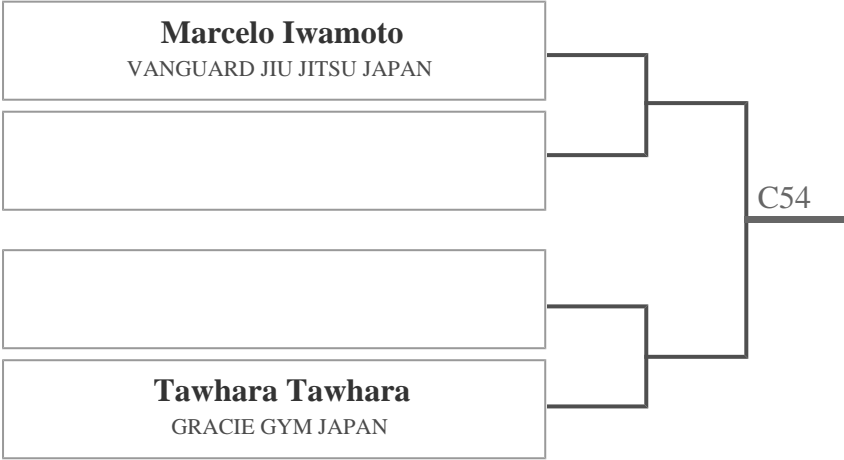 Marcelo Iwamoto
VANGUARD JIU JITSU JAPAN
C54
Tawhara Tawhara
GRACIE GYM JAPAN